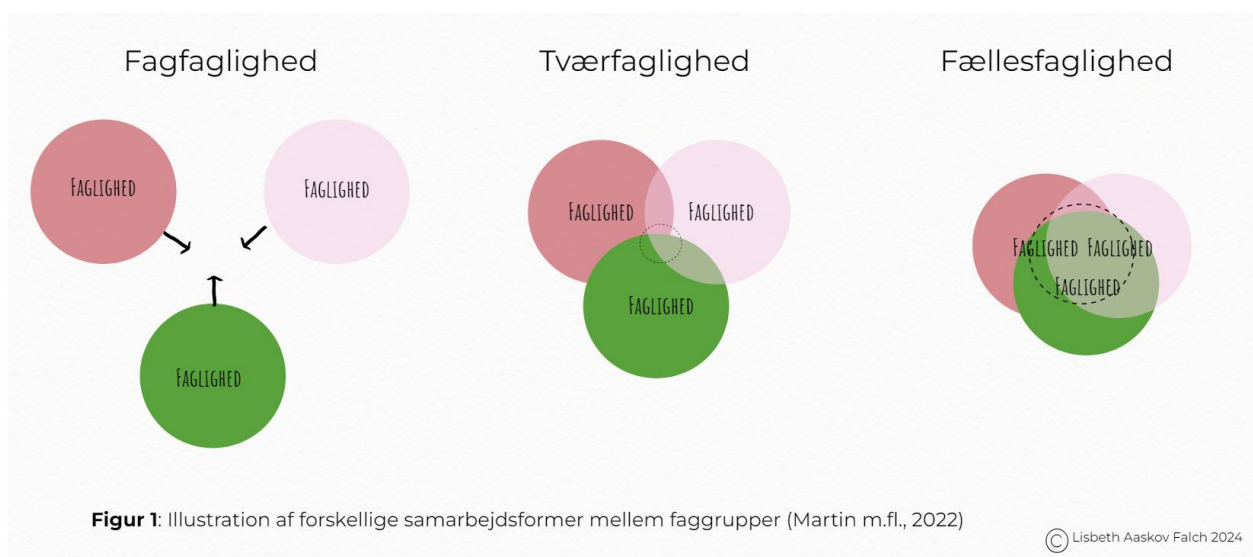 Fagfaglighed
Faglighed
Faglighed
Faglighed
Tværfaglighed
Faglighed
Faglighed
Faglighed
Fællesfaglighed
Faglighed
Faglighed
Faglighed
Figur 1: Illustration af forskellige samarbejdsformer mellem faggrupper (Martin m.fl., 2022)
© Lisbeth Aaskov Falch 2024